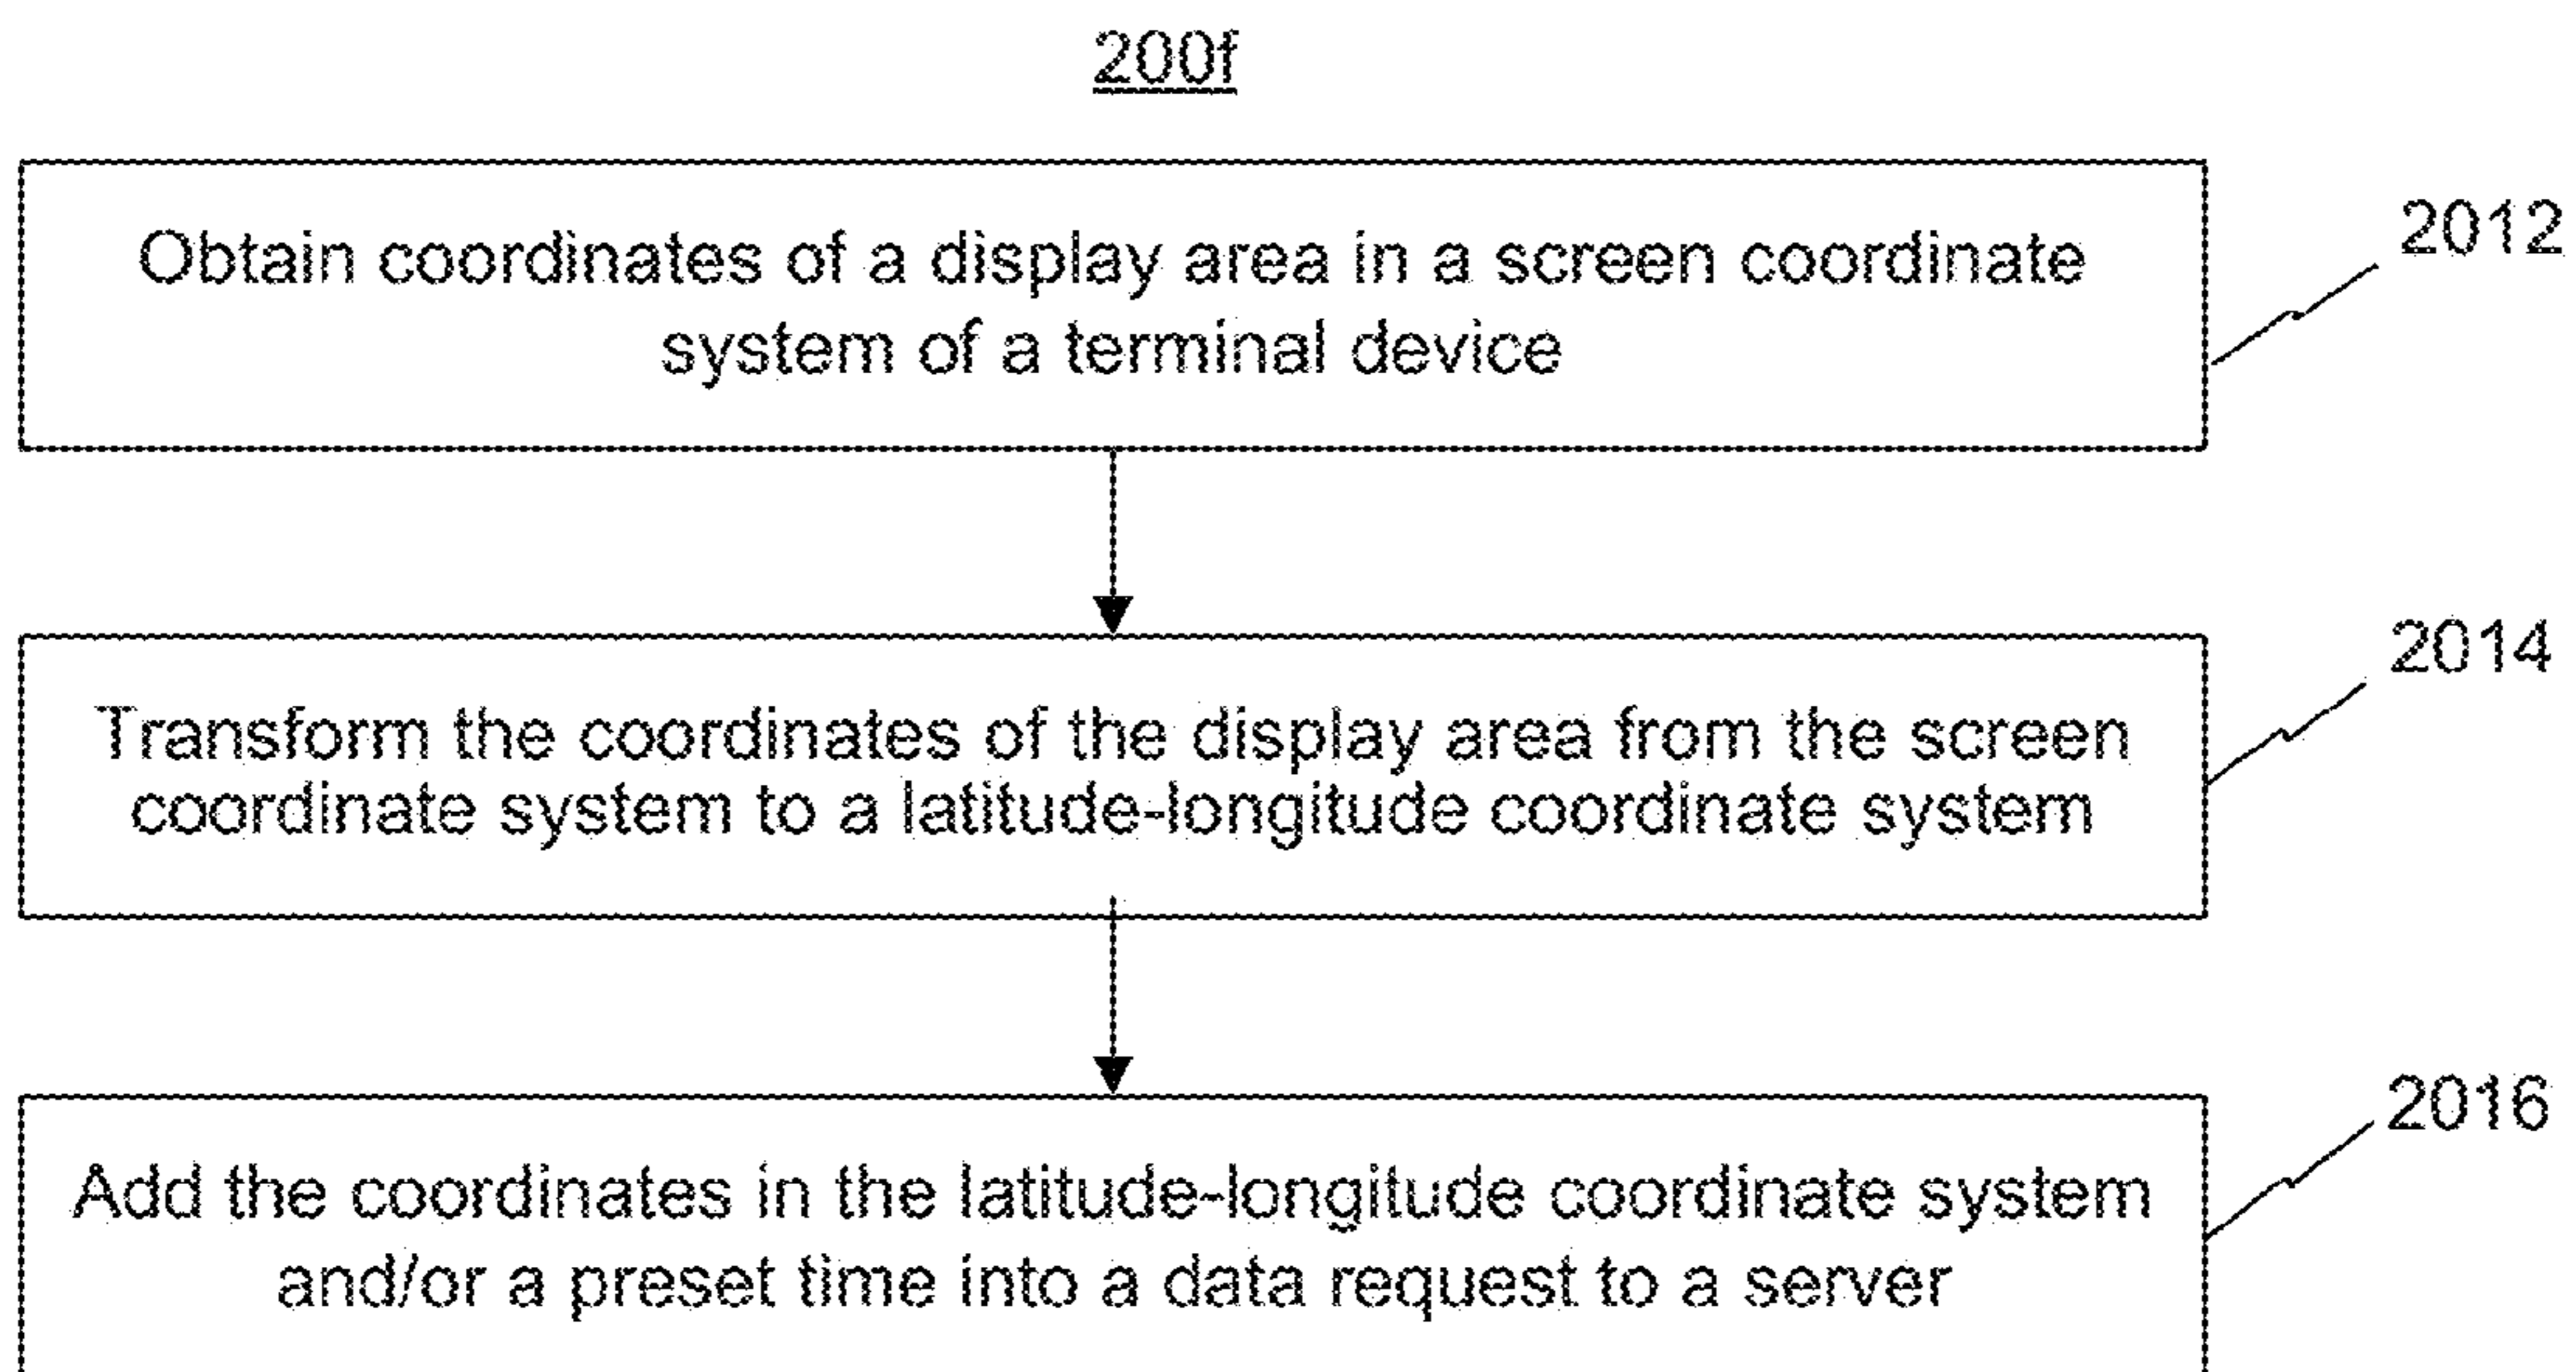 200f
Obtain coordinates of a display area in a screen coordinate
system of a terminal device
2012
Transform the coordinates of the display area from the screen
coordinate system to a latitude-longitude coordinate system
2014
Add the coordinates in the latitude-longitude coordinate system
and/or a preset time into a data request to a server
2016